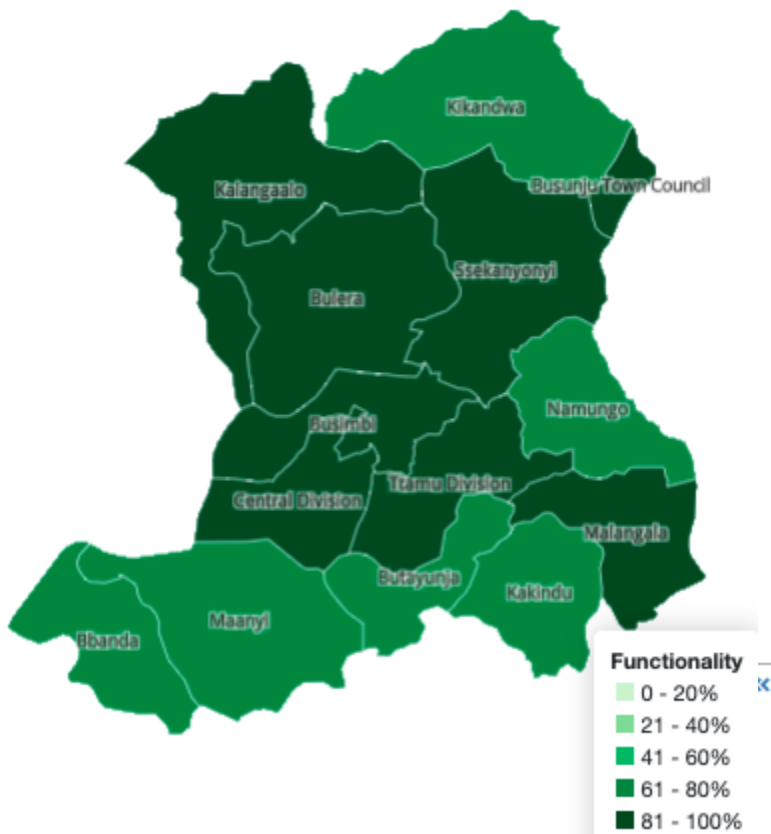 Kikandwa
Kalangaalo
Busunju Town Council
Ssekanyonyi
Bulera
Namungo
Busimbi
Ttamu Division
Central Division
Malangala
Butayunja
Kakindu
Maanyi
Bbanda
Functionality
0 - 20%
21 - 40%
41 - 60%
61 - 80%
81 - 100%